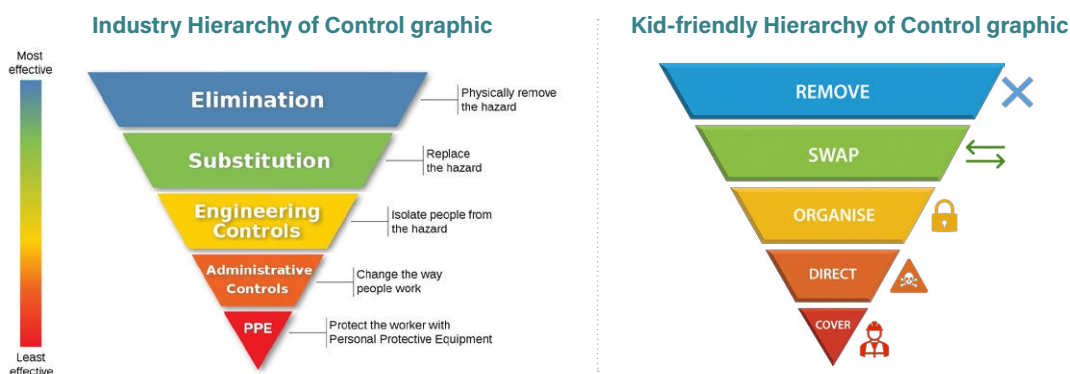 Industry Hierarchy of Control graphic
Most
effective
Elimination
Physically remove
the hazard
Substitution
Replace
the hazard
Engineering
Controls
Isolate people from
the hazard
Administrative
Controls
Change the way
people work
PPE
Protect the worker with
Personal Protective Equipment
Least
effective
Kid-friendly Hierarchy of Control graphic
REMOVE
SWAP
ORGANISE
DIRECT
COVER